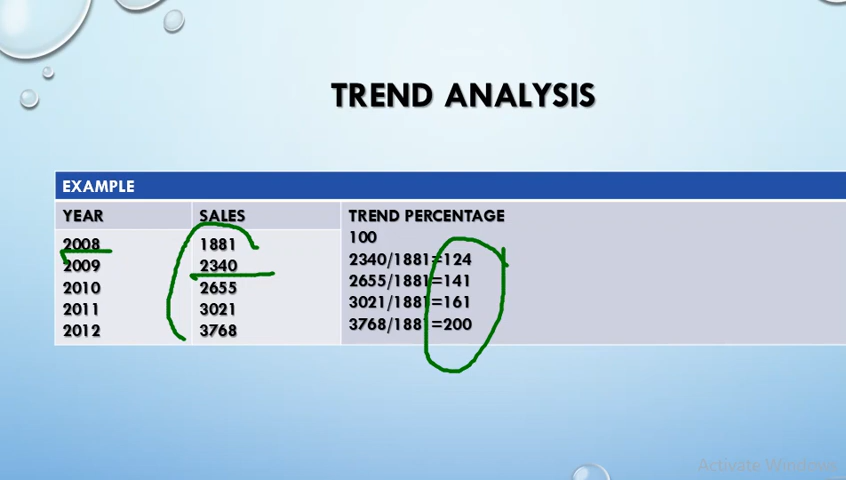 TREND ANALYSIS
EXAMPLE
YEAR SALES TREND PERCENTAGE
2008 1881 100
2009 2340 2340/1881=124
2010 2655 2655/1881=141
2011 3021 3021/1881=161
2012 3768 3768/1881=200
Activate Windows